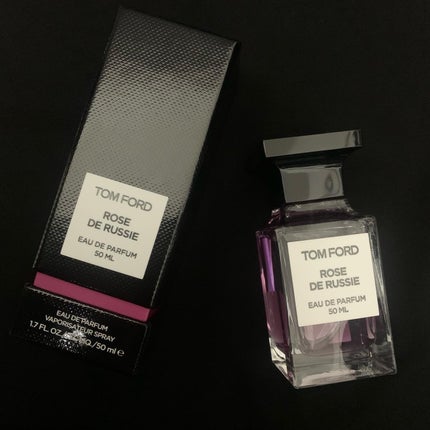 TOM FORD
ROSE
DE RUSSIE
EAU DE PARFUM
50 ML
EAU DE PARFUM
VAPORISATEUR SPRAY
1.7 FL. OZ. /50 ml e
TOM FORD
ROSE
DE RUSSIE
EAU DE PARFUM
50 ML